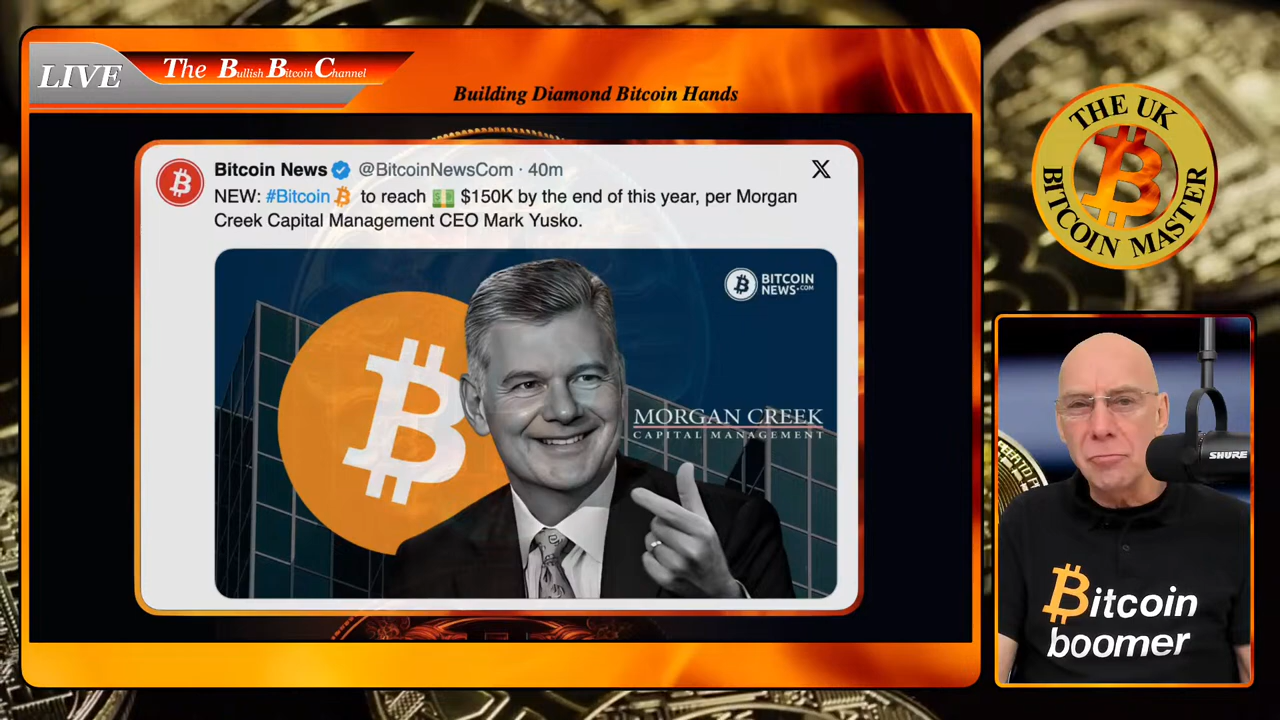 LIVE
The Bullish Bitcoin Channel
Building Diamond Bitcoin Hands
Bitcoin News @BitcoinNewsCom · 40m
NEW: #Bitcoin to reach 💵 $150K by the end of this year, per Morgan
Creek Capital Management CEO Mark Yusko.
BITCOIN
NEWS.COM
MORGAN CREEK
CAPITAL MANAGEMENT
THE UK
BITCOIN MASTER
SHURE
Bitcoin
boomer